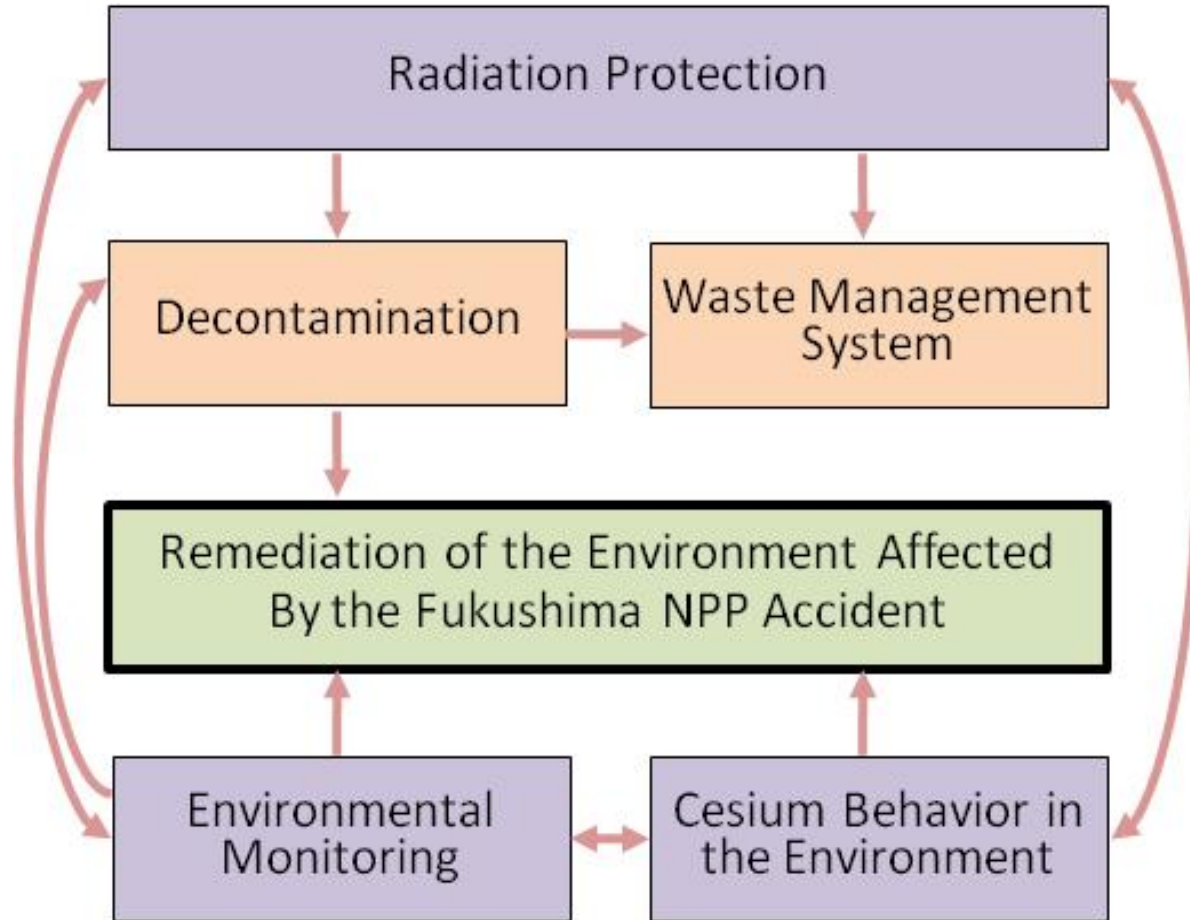 Radiation Protection
Decontamination
Waste Management
System
Remediation of the Environment Affected
By the Fukushima NPP Accident
Environmental
Monitoring
Cesium Behavior in
the Environment